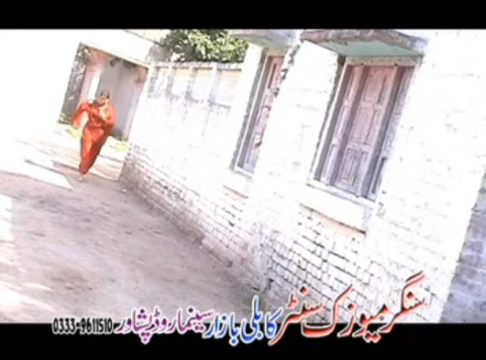 سنگر میوزک سنٹر کابلی بازار سینما روڈ پشاور 0333-9611510